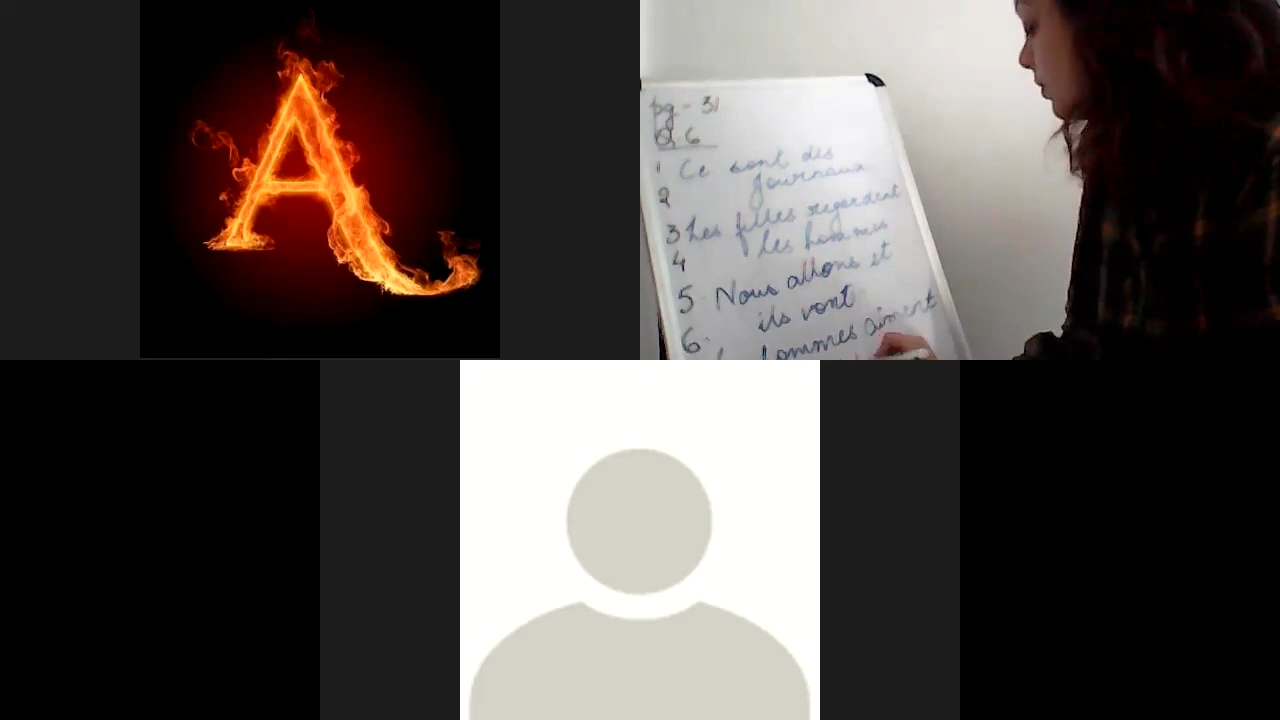 A
pg - 31
Q 6
1 Ce sont des
journaux
2
3 Les filles regardent
les hommes
4
5. Nous allons et
ils vont
6.
hommes aiment